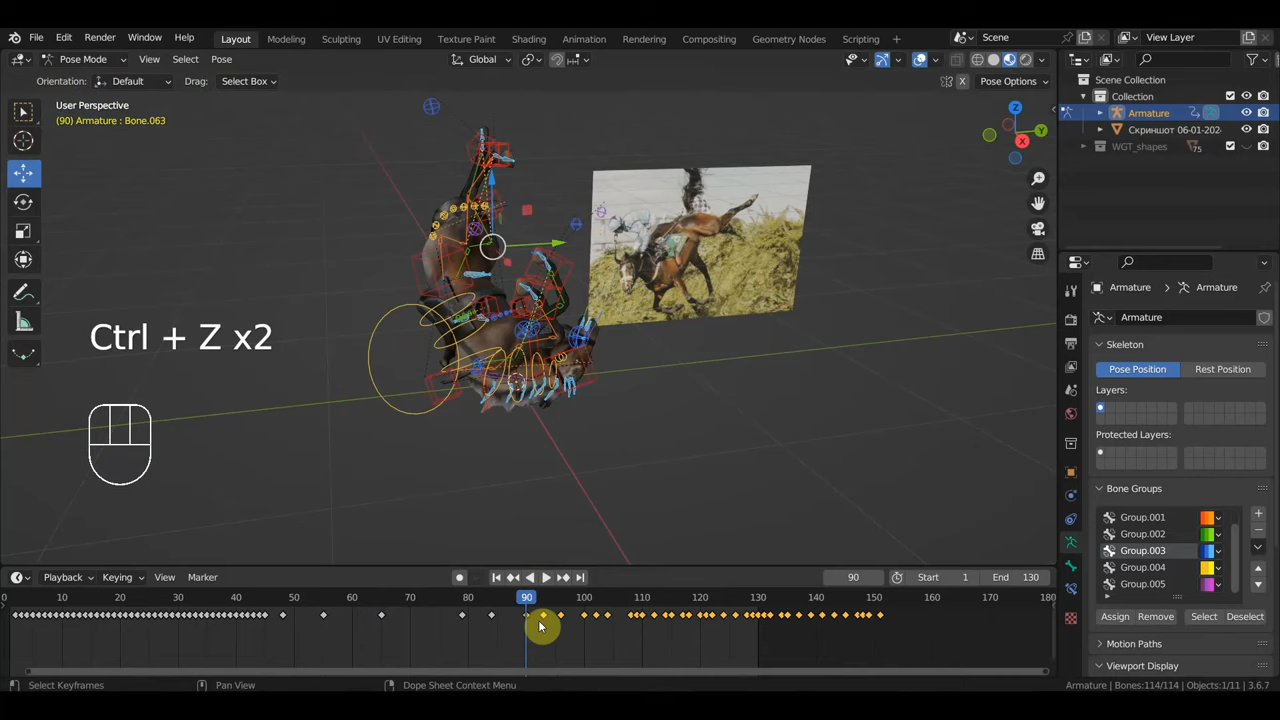 File Edit Render Window Help
Layout Modeling Sculpting UV Editing Texture Paint Shading Animation Rendering Compositing Geometry Nodes Scripting
Scene View Layer
Pose Mode View Select Pose Global
Orientation: Default Drag: Select Box X Pose Options
User Perspective
(90) Armature : Bone.063
Z
Y
X
Scene Collection
Collection
Armature
Скриншот 06-01-202
WGT_shapes 75
Armature Armature
Armature
Skeleton
Pose Position Rest Position
Layers:
Protected Layers:
Bone Groups
Group.001
Group.002
Group.003
Group.004
Group.005
Assign Remove Select Deselect
Motion Paths
Viewport Display
Ctrl + Z x2
Playback Keying View Marker 90 Start 1 End 130
0 10 20 30 40 50 60 70 80 90 100 110 120 130 140 150 160 170 180
Select Keyframes Pan View Dope Sheet Context Menu Armature | Bones:114/114 | Objects:1/11 | 3.6.7